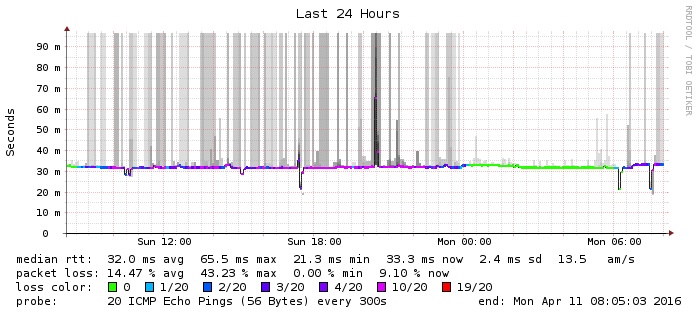 Last 24 Hours
RRDTOOL / TOBI OETIKER
Seconds
90 m
80 m
70 m
60 m
50 m
40 m
30 m
20 m
10 m
0
Sun 12:00 Sun 18:00 Mon 00:00 Mon 06:00
median rtt: 32.0 ms avg 65.5 ms max 21.3 ms min 33.3 ms now 2.4 ms sd 13.5 am/s
packet loss: 14.47 % avg 43.23 % max 0.00 % min 9.10 % now
loss color: 0 1/20 2/20 3/20 4/20 10/20 19/20
probe: 20 ICMP Echo Pings (56 Bytes) every 300s end: Mon Apr 11 08:05:03 2016